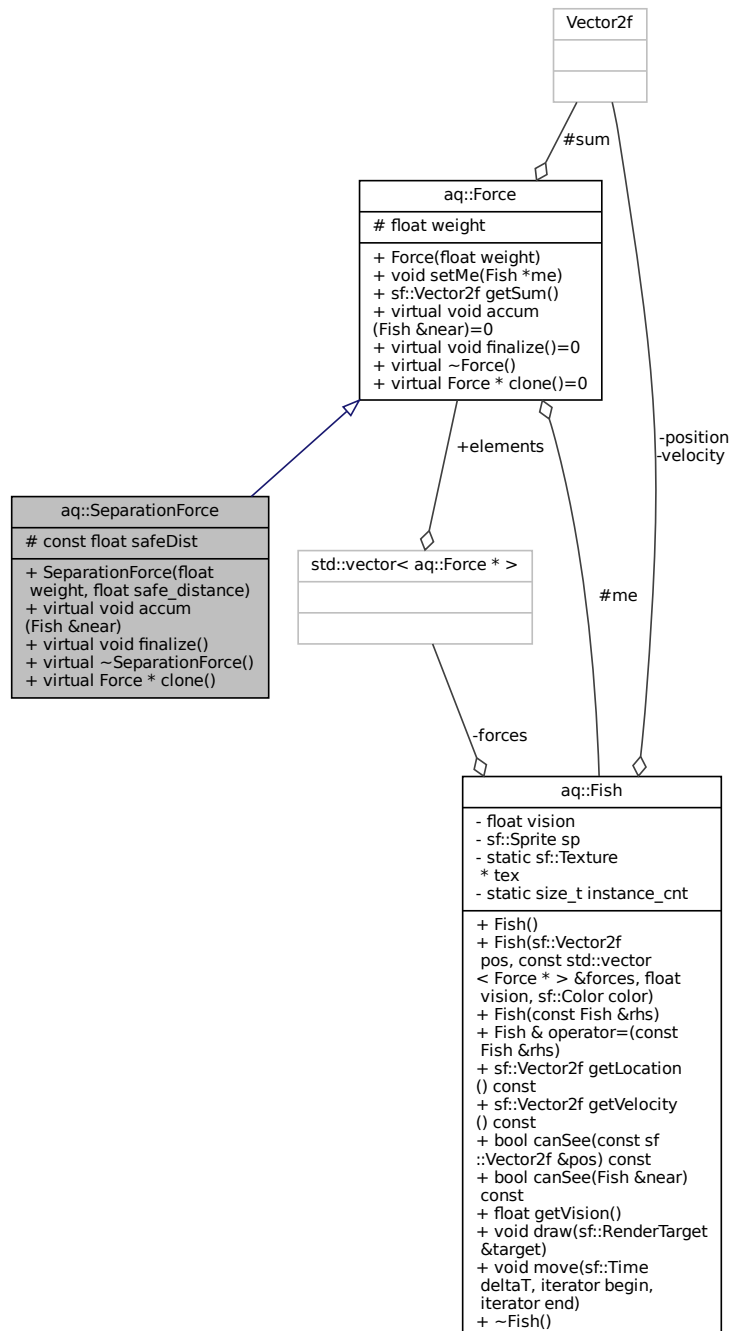 Vector2f
#sum
aq::Force
# float weight
+ Force(float weight)
+ void setMe(Fish *me)
+ sf::Vector2f getSum()
+ virtual void accum
(Fish &near)=0
+ virtual void finalize()=0
+ virtual ~Force()
+ virtual Force * clone()=0
-position
-velocity
+elements
aq::SeparationForce
# const float safeDist
+ SeparationForce(float
weight, float safe_distance)
+ virtual void accum
(Fish &near)
+ virtual void finalize()
+ virtual ~SeparationForce()
+ virtual Force * clone()
std::vector< aq::Force * >
#me
-forces
aq::Fish
- float vision
- sf::Sprite sp
- static sf::Texture
* tex
- static size_t instance_cnt
+ Fish()
+ Fish(sf::Vector2f
pos, const std::vector
< Force * > &forces, float
vision, sf::Color color)
+ Fish(const Fish &rhs)
+ Fish & operator=(const
Fish &rhs)
+ sf::Vector2f getLocation
() const
+ sf::Vector2f getVelocity
() const
+ bool canSee(const sf
::Vector2f &pos) const
+ bool canSee(Fish &near)
const
+ float getVision()
+ void draw(sf::RenderTarget
&target)
+ void move(sf::Time
deltaT, iterator begin,
iterator end)
+ ~Fish()